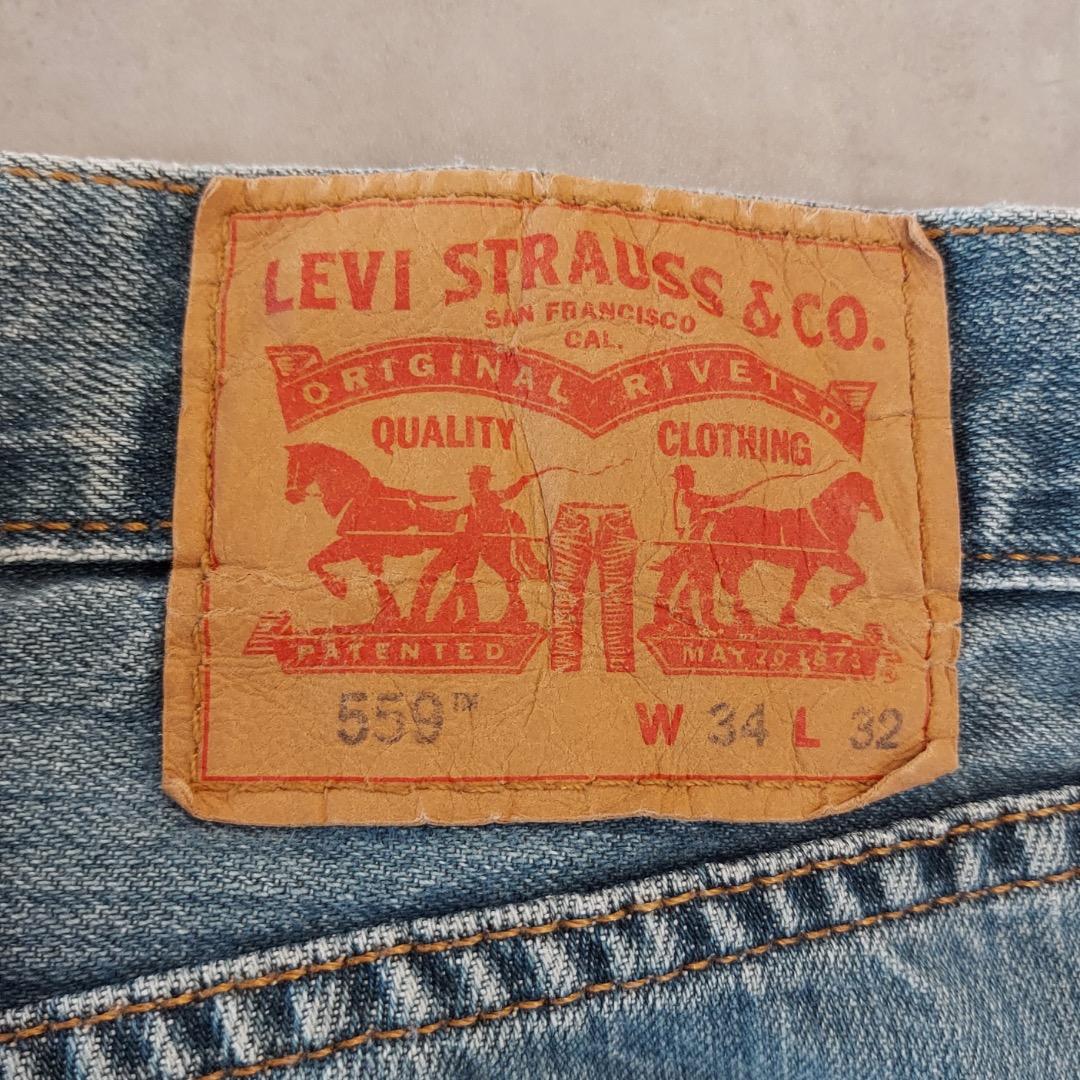 LEVI STRAUSS & CO.
SAN FRANCISCO
CAL.
ORIGINAL RIVETED
QUALITY CLOTHING
PATENTED MAY 20 1873
559™ W 34 L 32